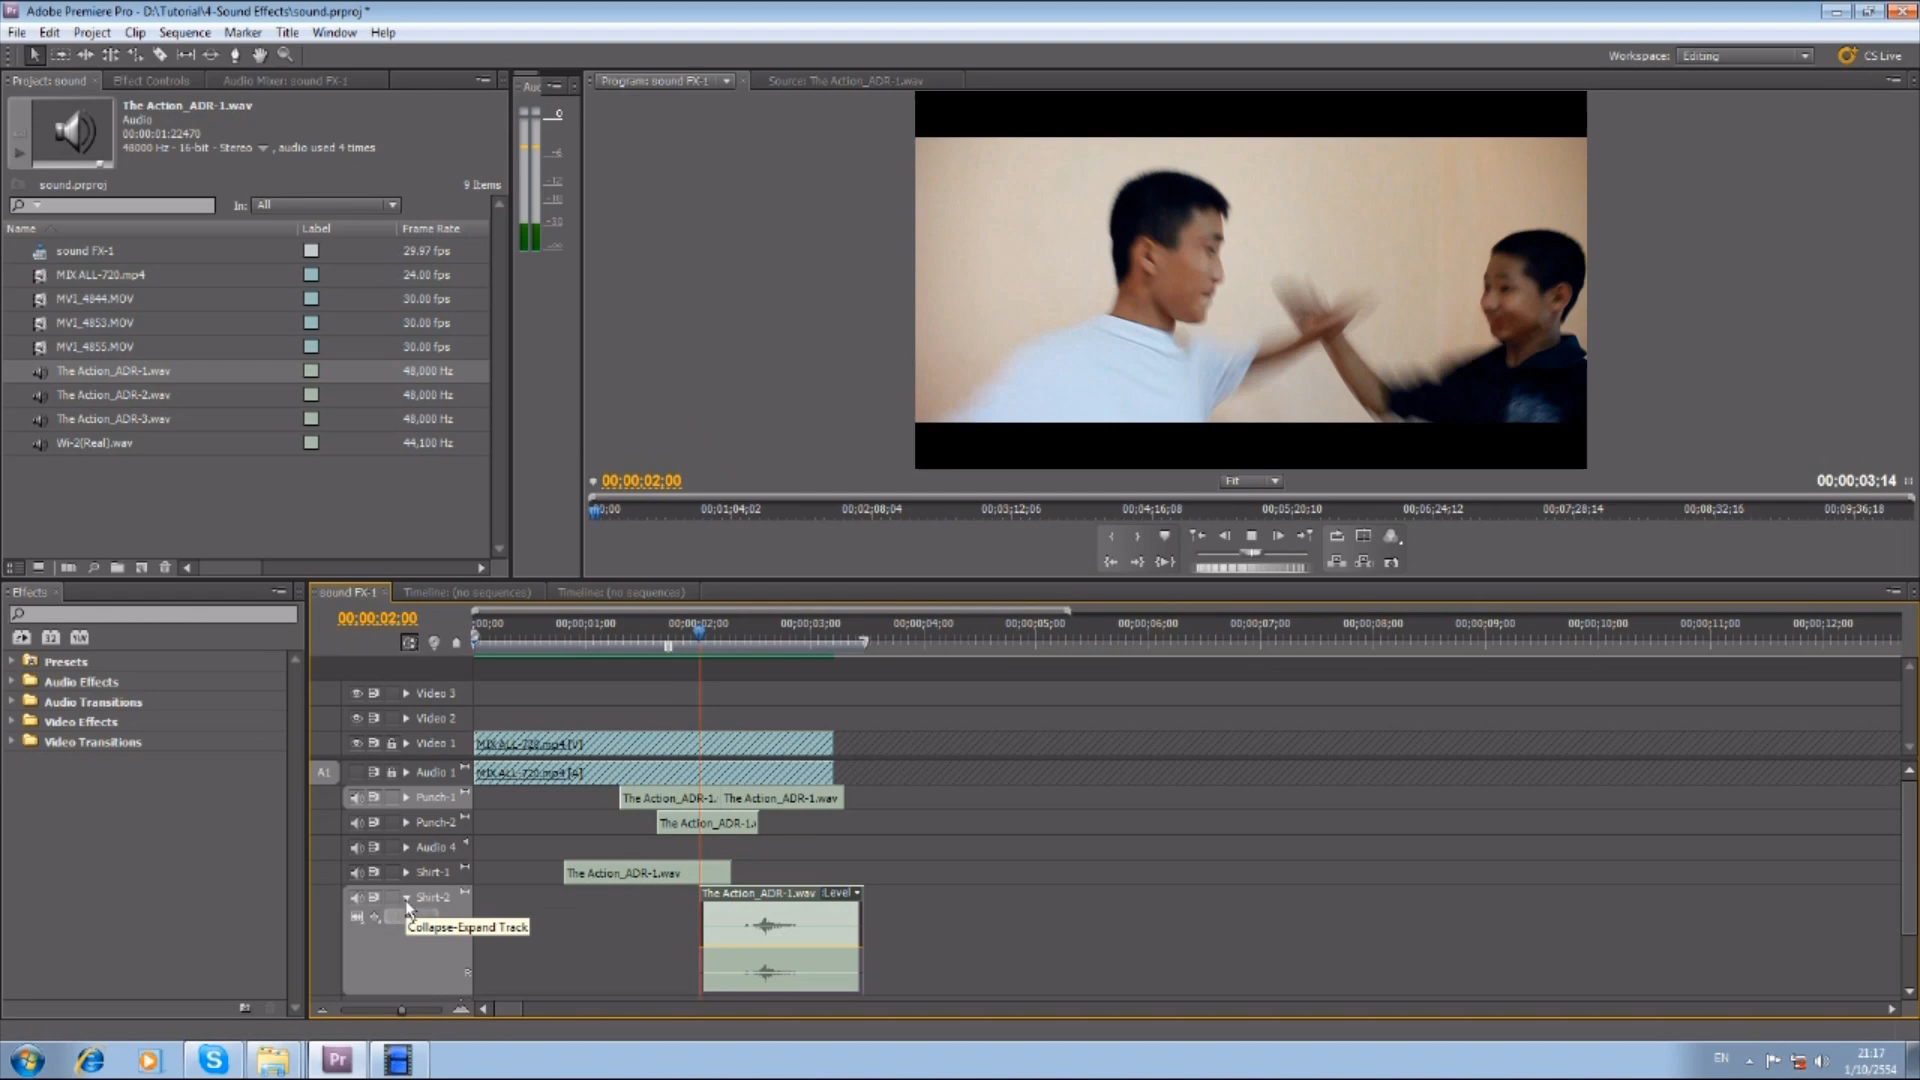 Adobe Premiere Pro - D:\Tutorial\4-Sound Effects\sound.prproj *
File Edit Project Clip Sequence Marker Title Window Help
Workspace: Editing CS Live
Project: sound Effect Controls Audio Mixer: sound FX-1 Aud Program: sound FX-1 Source: The Action_ADR-1.wav
The Action_ADR-1.wav
Audio
00:00:01:22470
48000 Hz - 16-bit - Stereo , audio used 4 times
sound.prproj 9 Items
In: All
Name Label Frame Rate
sound FX-1 29.97 fps
MIX ALL-720.mp4 24.00 fps
MVI_4844.MOV 30.00 fps
MVI_4853.MOV 30.00 fps
MVI_4855.MOV 30.00 fps
The Action_ADR-1.wav 48,000 Hz
The Action_ADR-2.wav 48,000 Hz
The Action_ADR-3.wav 48,000 Hz
Wi-2(Real).wav 44,100 Hz
0
-6
-12
-18
-30
00;00;02;00 Fit 00;00;03;14
00;00 00;01;04;02 00;02;08;04 00;03;12;06 00;04;16;08 00;05;20;10 00;06;24;12 00;07;28;14 00;08;32;16 00;09;36;18
Effects
Presets
Audio Effects
Audio Transitions
Video Effects
Video Transitions
sound FX-1 Timeline: (no sequences) Timeline: (no sequences)
00;00;02;00
;00;00 00;00;01;00 00;00;02;00 00;00;03;00 00;00;04;00 00;00;05;00 00;00;06;00 00;00;07;00 00;00;08;00 00;00;09;00 00;00;10;00 00;00;11;00 00;00;12;00
Video 3
Video 2
Video 1 MIX ALL-720.mp4 [V]
A1 Audio 1 MIX ALL-720.mp4 [A]
Punch-1 The Action_ADR-1. The Action_ADR-1.wav
Punch-2 The Action_ADR-1.
Audio 4
Shirt-1 The Action_ADR-1.wav
Shirt-2 The Action_ADR-1.wav :Level
Collapse-Expand Track
R
EN 21:17
1/10/2554